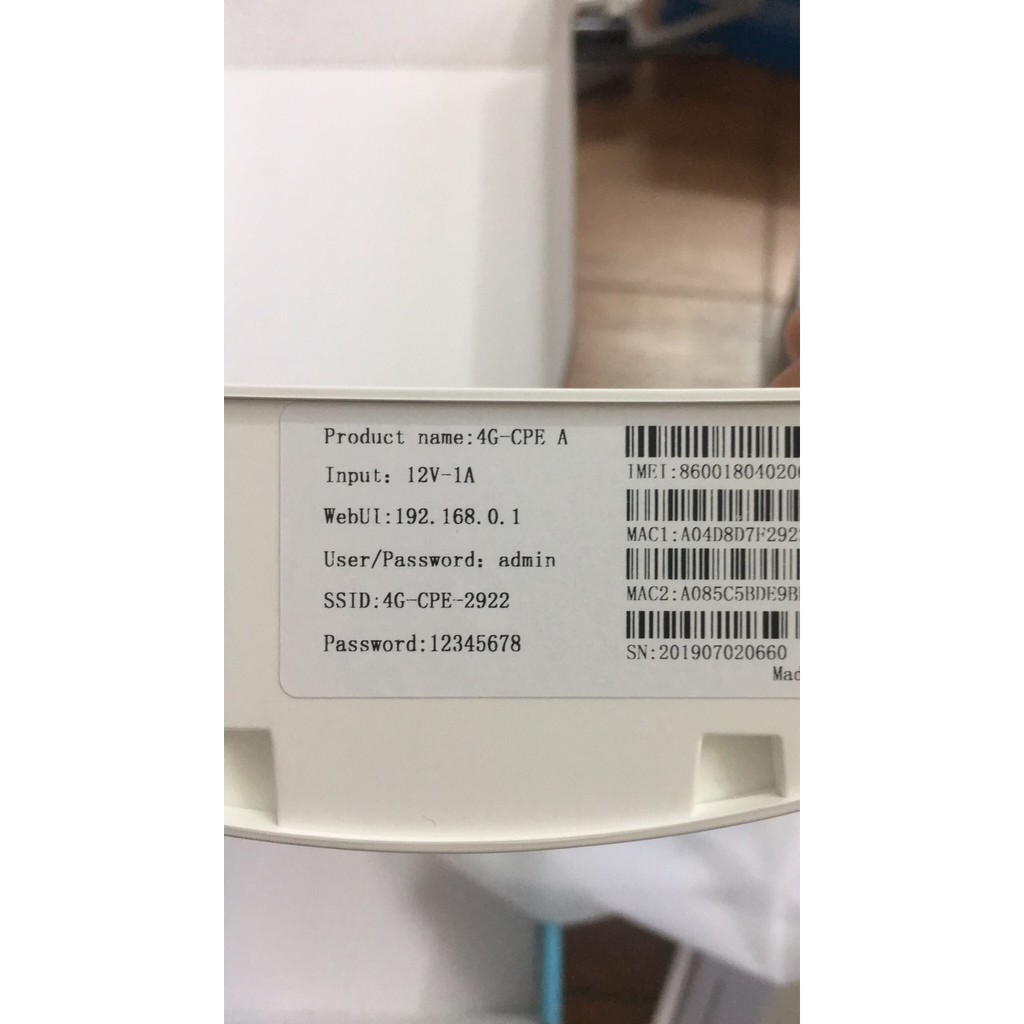 Product name:4G-CPE A
Input: 12V-1A
WebUI:192.168.0.1
User/Password: admin
SSID:4G-CPE-2922
Password:12345678
IMEI:86001804020
MAC1:A04D8D7F292
MAC2:A085C5BDE9B
SN:201907020660